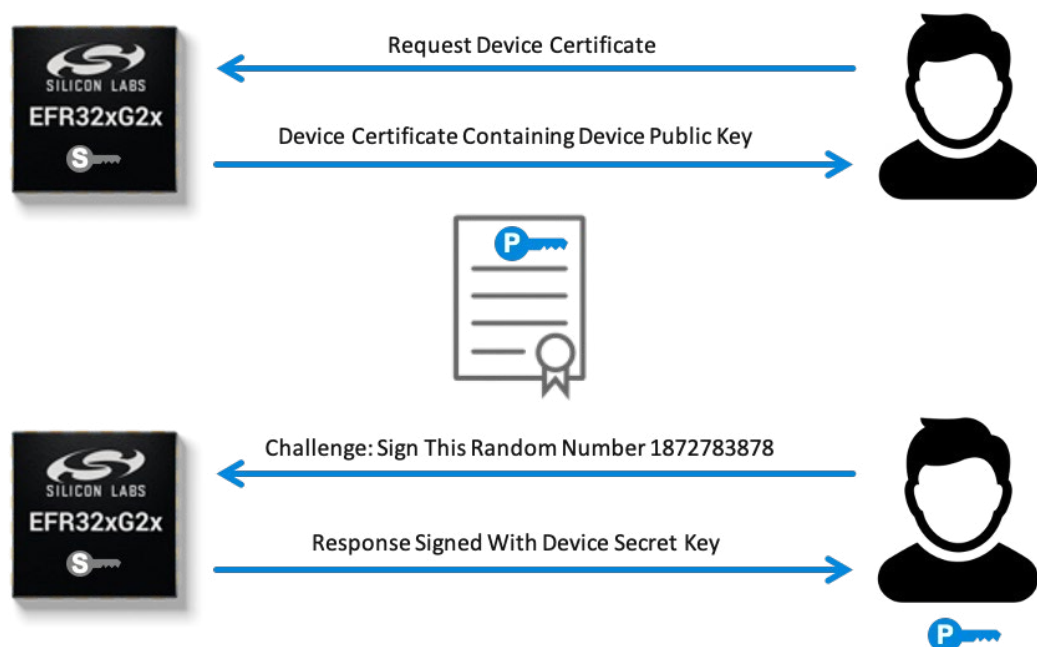 Request Device Certificate
SILICON LABS
EFR32xG2x
S
Device Certificate Containing Device Public Key
P
Challenge: Sign This Random Number 1872783878
SILICON LABS
EFR32xG2x
S
Response Signed With Device Secret Key
P